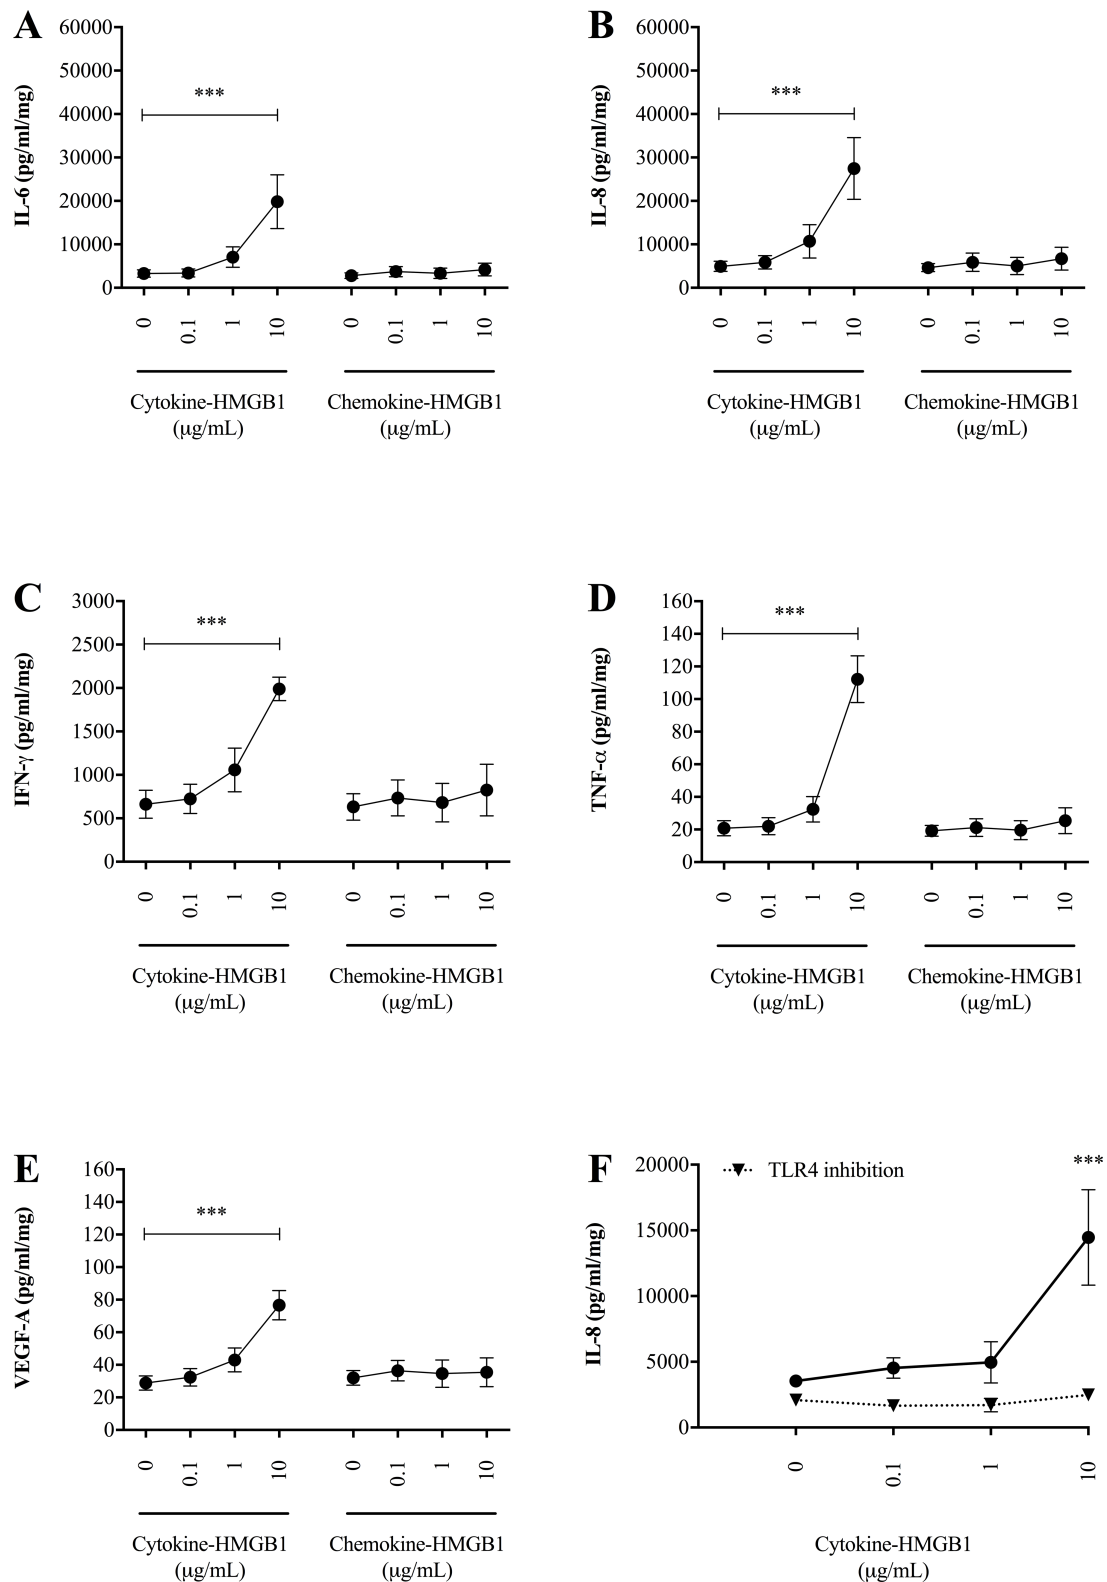 A
IL-6 (pg/ml/mg)
60000
50000
40000
30000
20000
10000
0
***
0 0.1 1 10 0 0.1 1 10
Cytokine-HMGB1 Chemokine-HMGB1
(μg/mL) (μg/mL)
B
IL-8 (pg/ml/mg)
60000
50000
40000
30000
20000
10000
0
***
0 0.1 1 10 0 0.1 1 10
Cytokine-HMGB1 Chemokine-HMGB1
(μg/mL) (μg/mL)
C
IFN-γ (pg/ml/mg)
3000
2500
2000
1500
1000
500
0
***
0 0.1 1 10 0 0.1 1 10
Cytokine-HMGB1 Chemokine-HMGB1
(μg/mL) (μg/mL)
D
TNF-α (pg/ml/mg)
160
140
120
100
80
60
40
20
0
***
0 0.1 1 10 0 0.1 1 10
Cytokine-HMGB1 Chemokine-HMGB1
(μg/mL) (μg/mL)
E
VEGF-A (pg/ml/mg)
160
140
120
100
80
60
40
20
0
***
0 0.1 1 10 0 0.1 1 10
Cytokine-HMGB1 Chemokine-HMGB1
(μg/mL) (μg/mL)
F
IL-8 (pg/ml/mg)
20000
15000
10000
5000
0
TLR4 inhibition
***
0 0.1 1 10
Cytokine-HMGB1
(μg/mL)